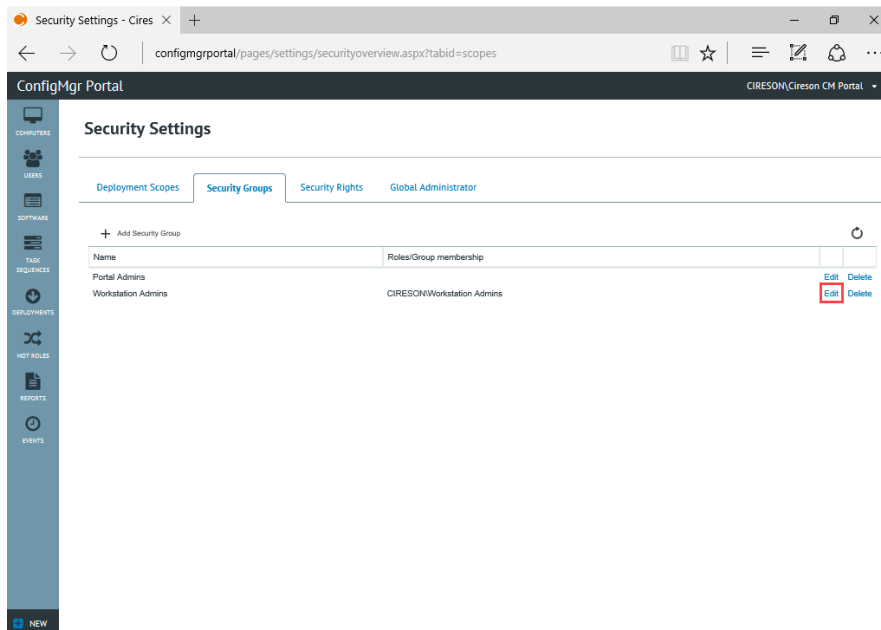 Security Settings - Cires
configmgrportal/pages/settings/securityoverview.aspx?tabid=scopes
ConfigMgr Portal CIRESON\Cireson CM Portal
COMPUTERS
USERS
SOFTWARE
TASK
SEQUENCES
DEPLOYMENTS
MDT ROLES
REPORTS
EVENTS
NEW
Security Settings
Deployment Scopes Security Groups Security Rights Global Administrator
Add Security Group
Name Roles/Group membership
Portal Admins Edit Delete
Workstation Admins CIRESON\Workstation Admins Edit Delete